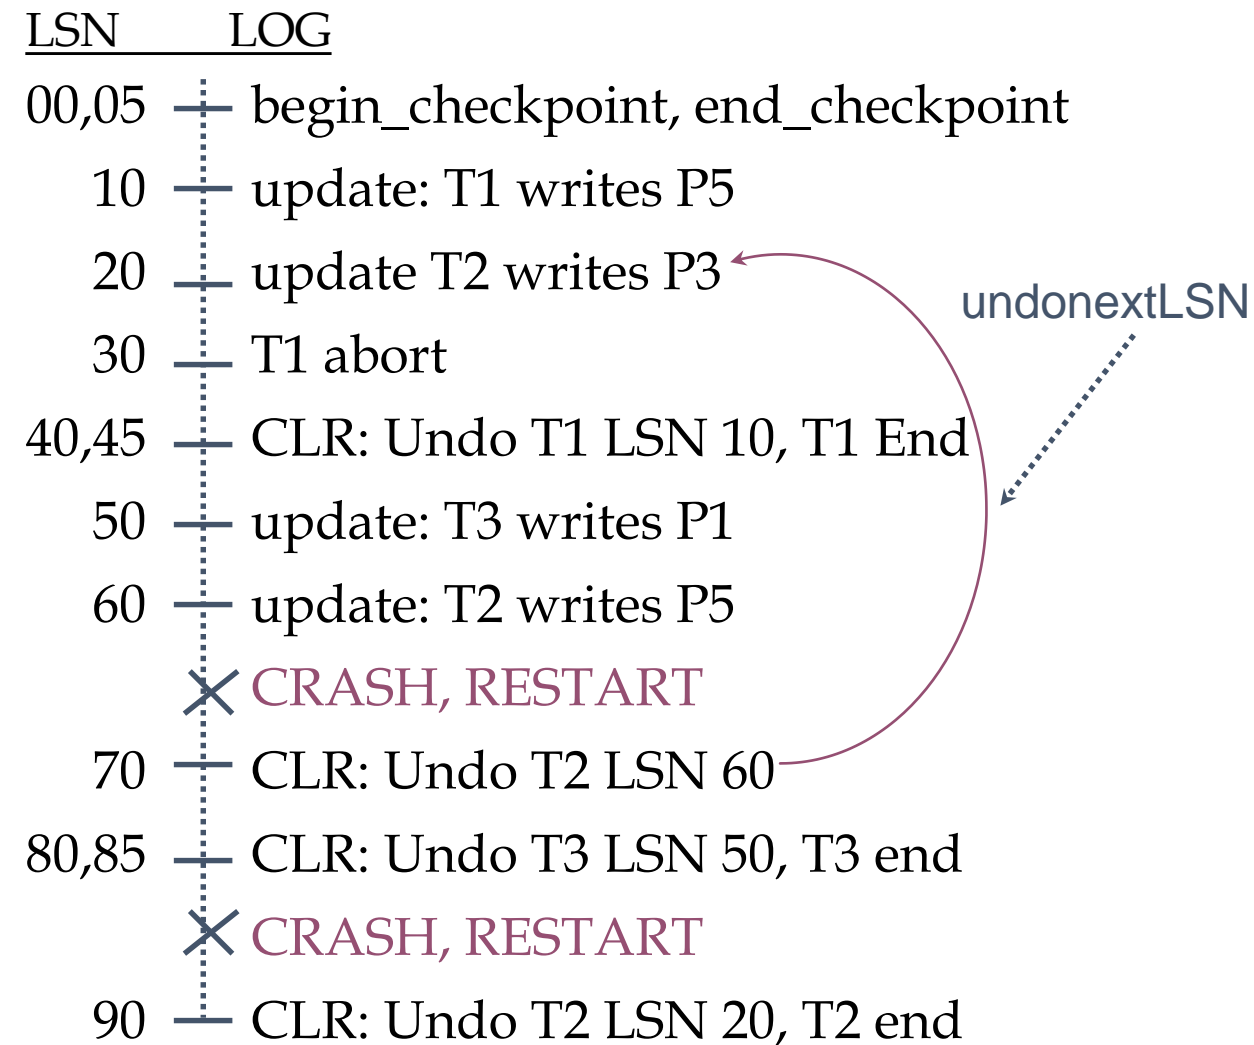 LSN LOG
00,05 begin_checkpoint, end_checkpoint
10 update: T1 writes P5
20 update T2 writes P3
undonextLSN
30 T1 abort
40,45 CLR: Undo T1 LSN 10, T1 End
50 update: T3 writes P1
60 update: T2 writes P5
CRASH, RESTART
70 CLR: Undo T2 LSN 60
80,85 CLR: Undo T3 LSN 50, T3 end
CRASH, RESTART
90 CLR: Undo T2 LSN 20, T2 end